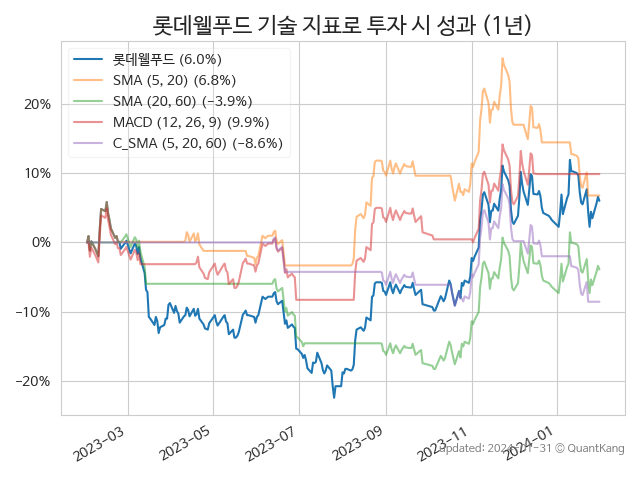 롯데웰푸드 기술 지표로 투자 시 성과 (1년)
롯데웰푸드 (6.0%)
SMA (5, 20) (6.8%)
SMA (20, 60) (−3.9%)
MACD (12, 26, 9) (9.9%)
C_SMA (5, 20, 60) (−8.6%)
20%
10%
0%
−10%
−20%
2023−03
2023−05
2023−07
2023−09
2023−11
2024−01
updated: 2024−01−31 © QuantKang